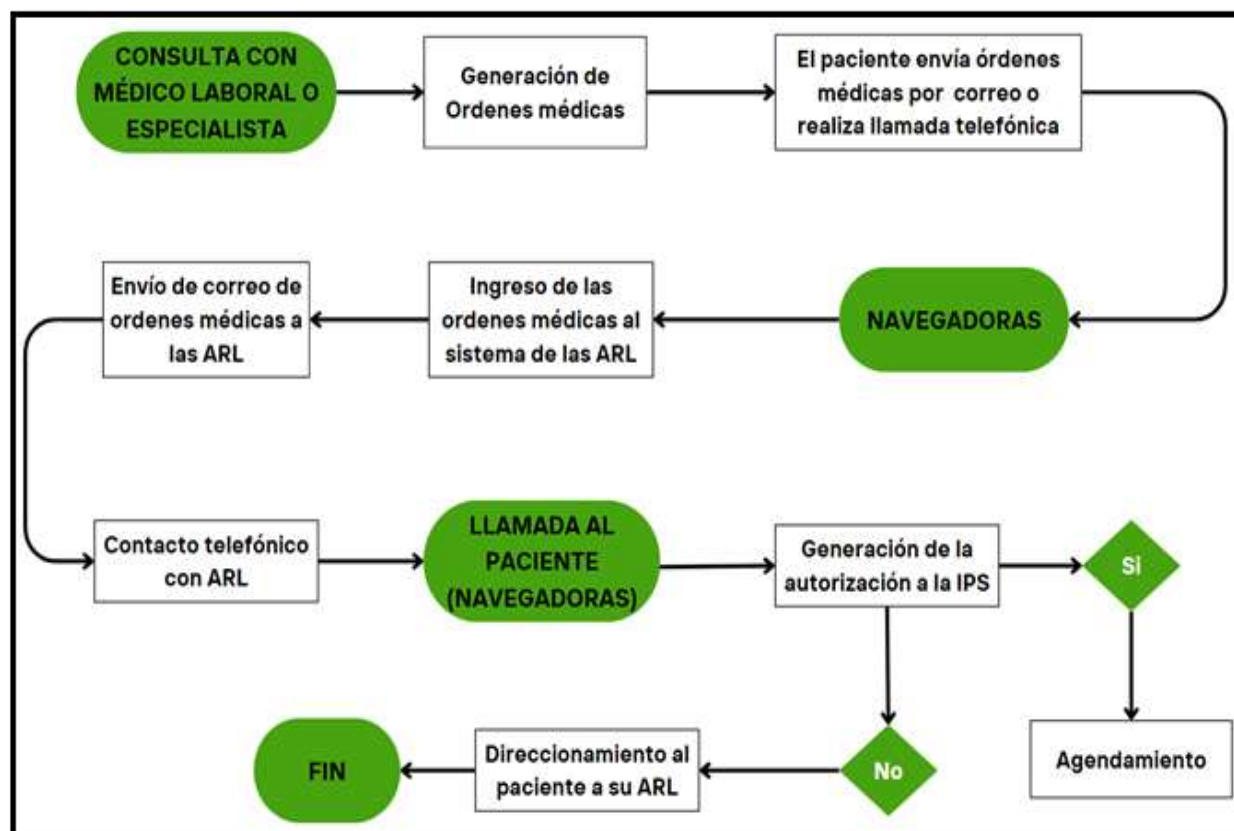 CONSULTA CON
MÉDICO LABORAL O
ESPECIALISTA
Generación de
Ordenes médicas
El paciente envía órdenes
médicas por correo o
realiza llamada telefónica
NAVEGADORAS
Ingreso de las
ordenes médicas al
sistema de las ARL
Envío de correo de
ordenes médicas a
las ARL
Contacto telefónico
con ARL
LLAMADA AL
PACIENTE
(NAVEGADORAS)
Generación de la
autorización a la IPS
Si
Agendamiento
No
Direccionamiento al
paciente a su ARL
FIN